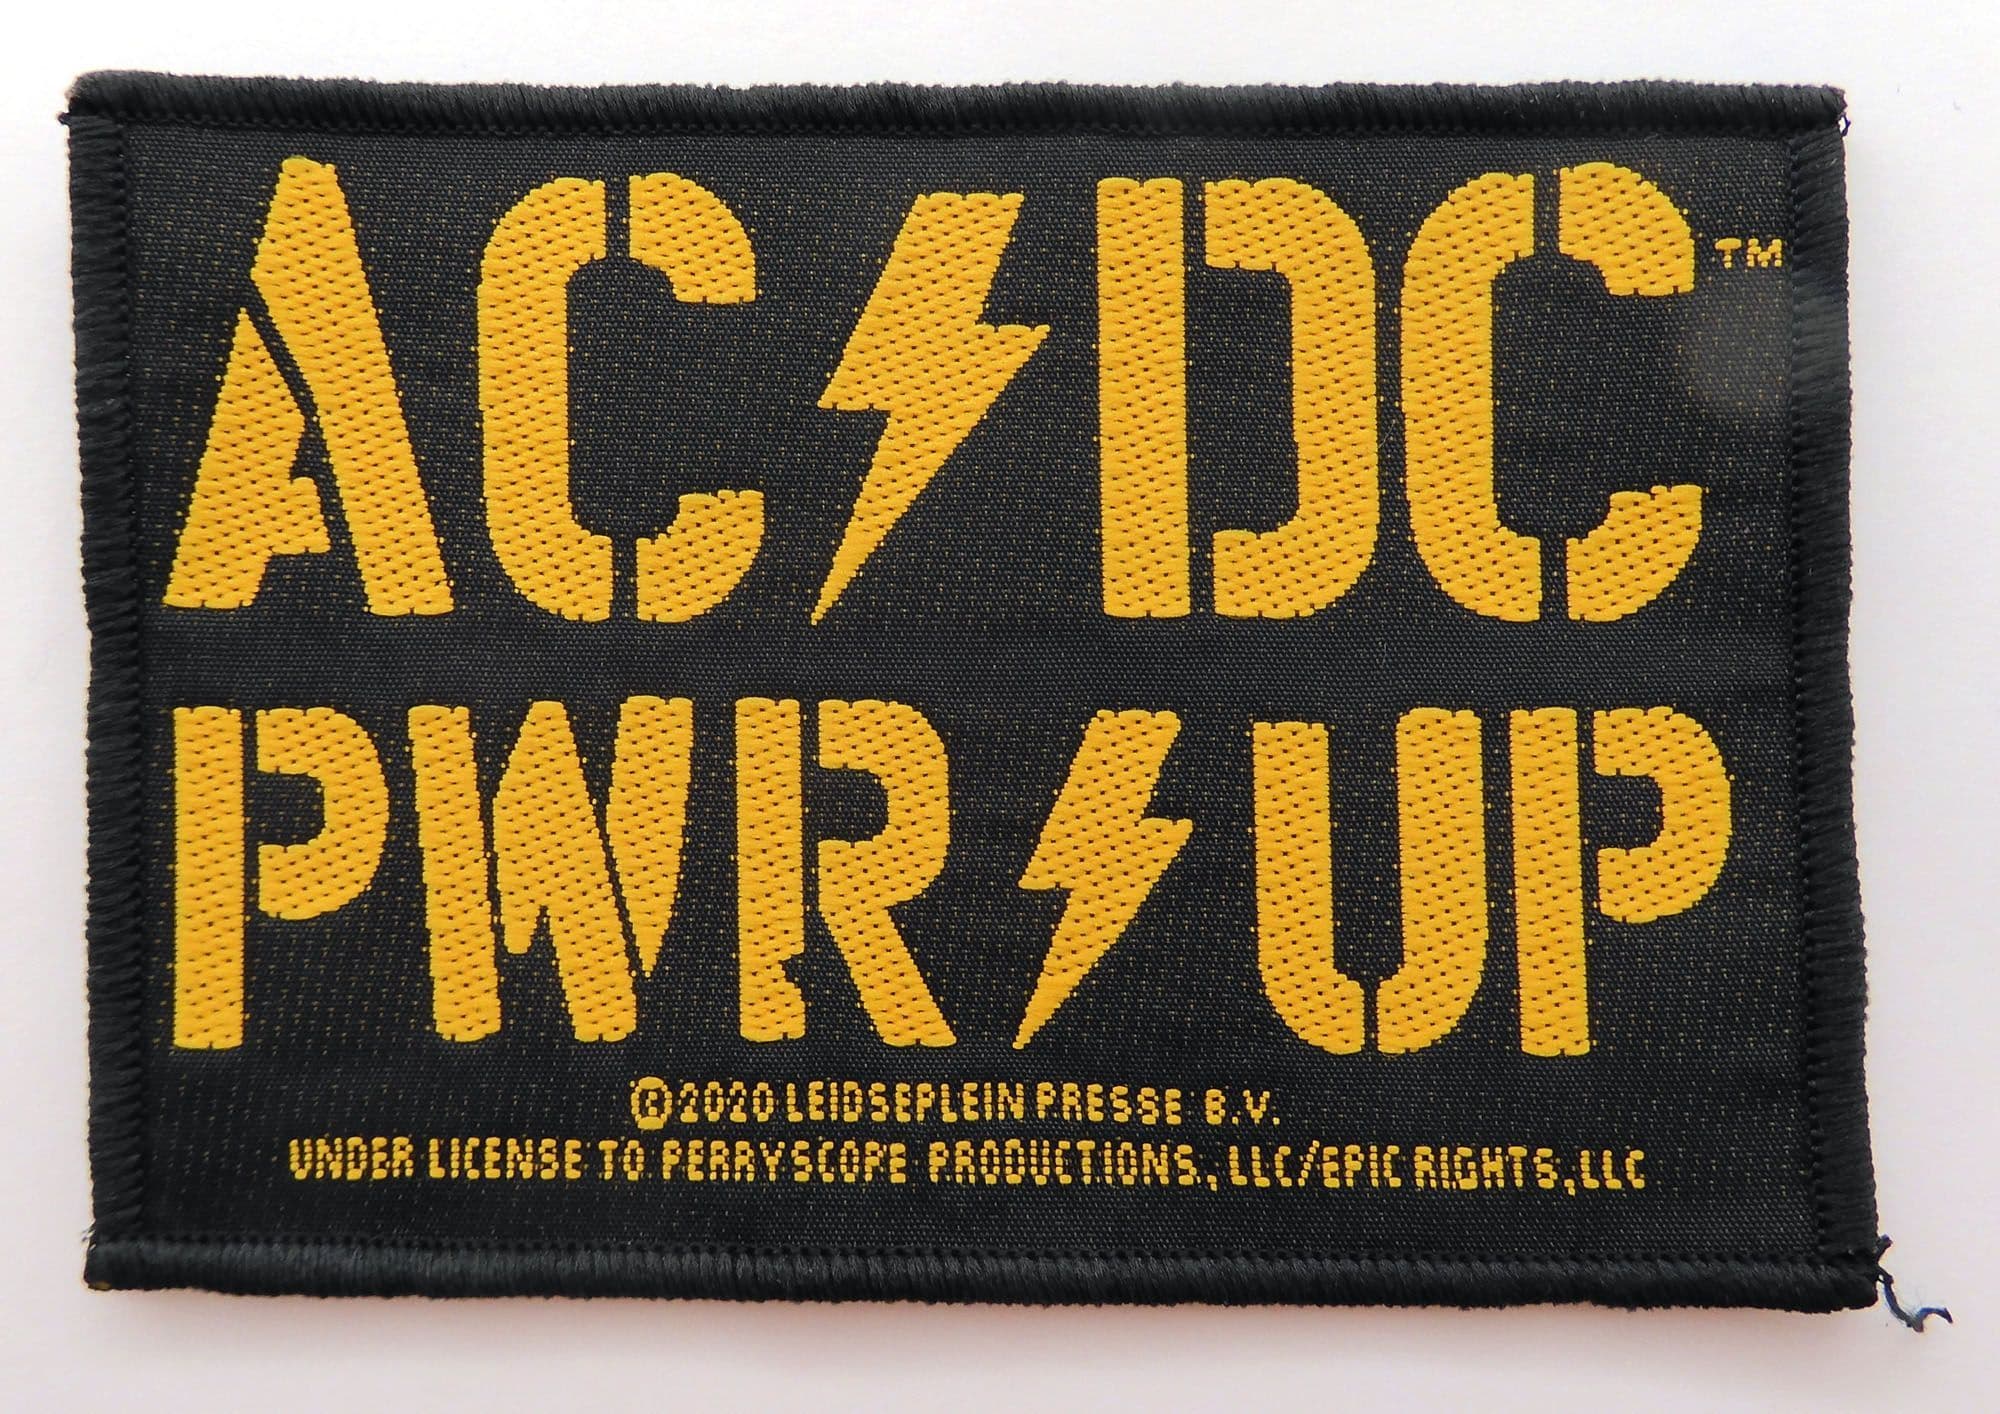 AC⚡DC™
PWR⚡UP
©2020 LEIDSEPLEIN PRESSE B.V.
UNDER LICENSE TO PERRYSCOPE PRODUCTIONS, LLC/EPIC RIGHTS,LLC